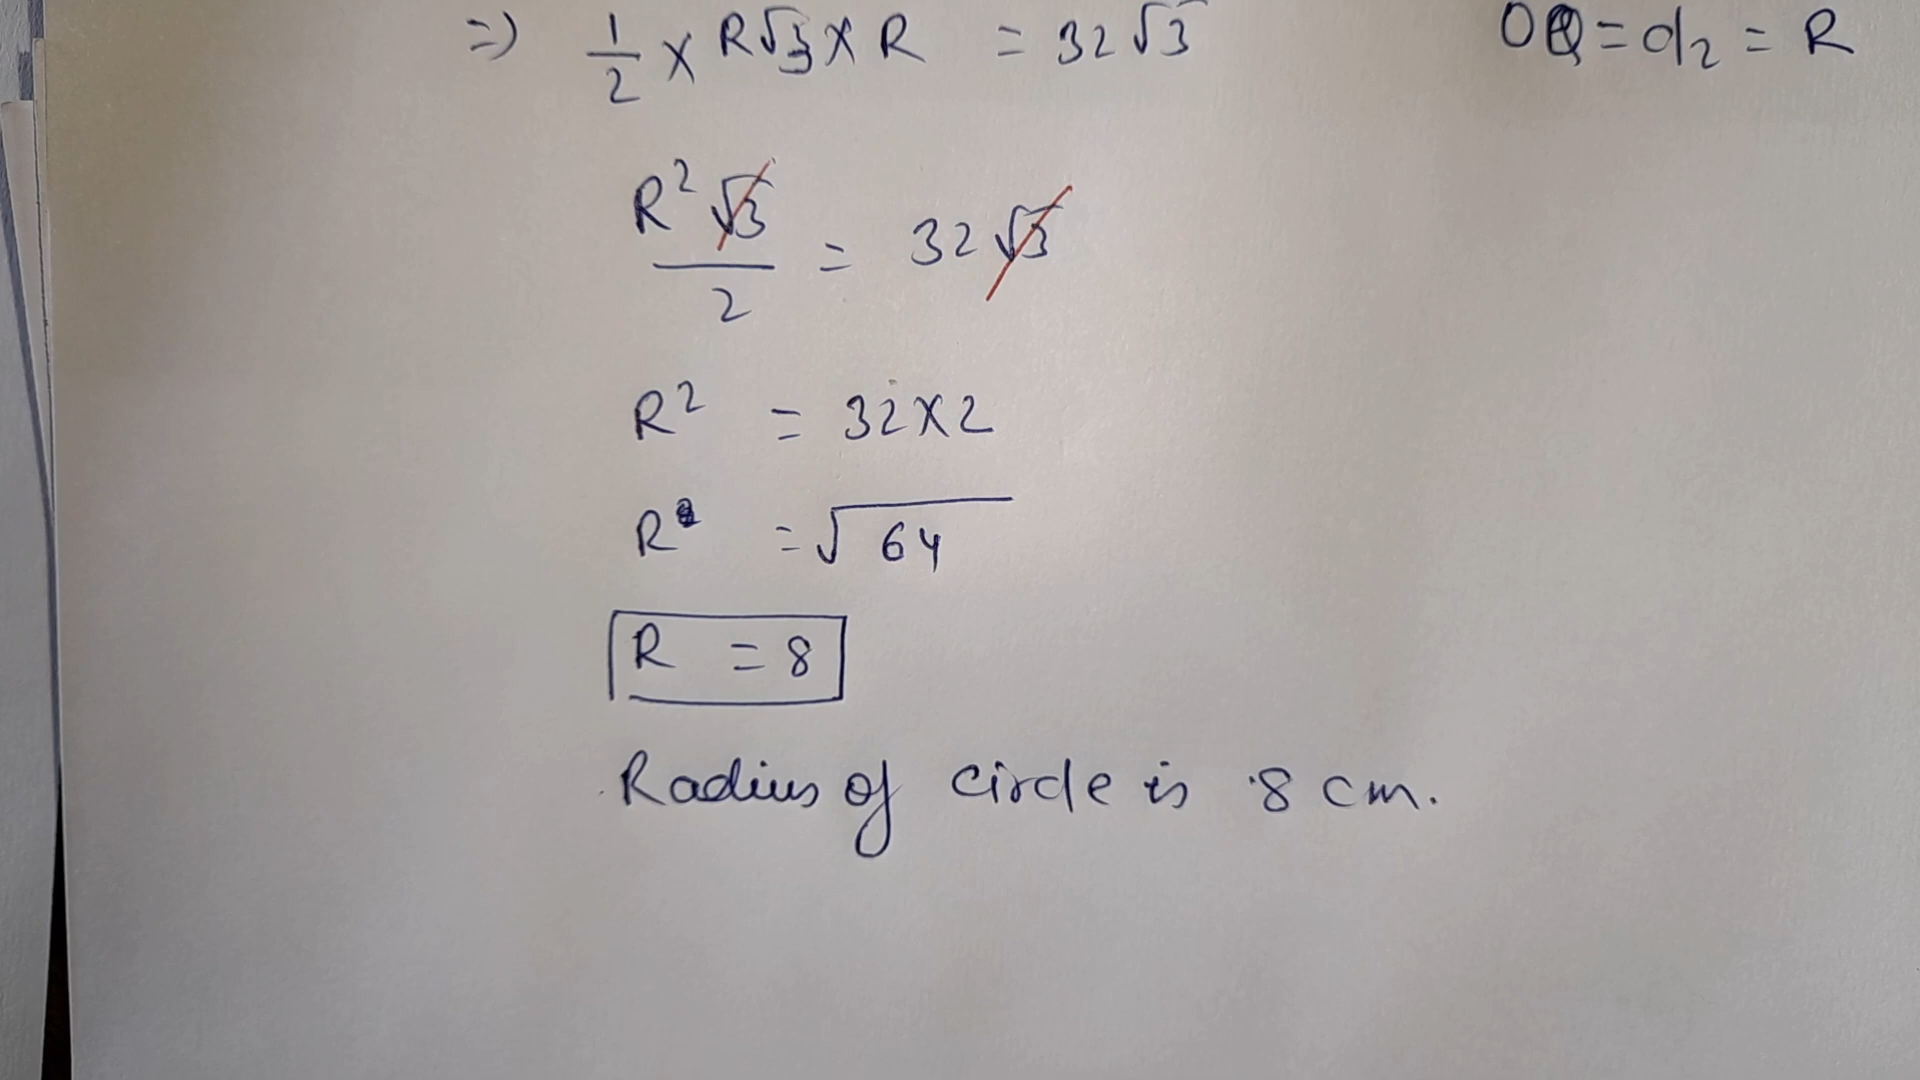 => 1/2 × R√3 × R = 32√3 OQ = d2 = R
R²√3/2 = 32√3
R² = 32×2
R = √64
R = 8
Radius of circle is 8 cm.